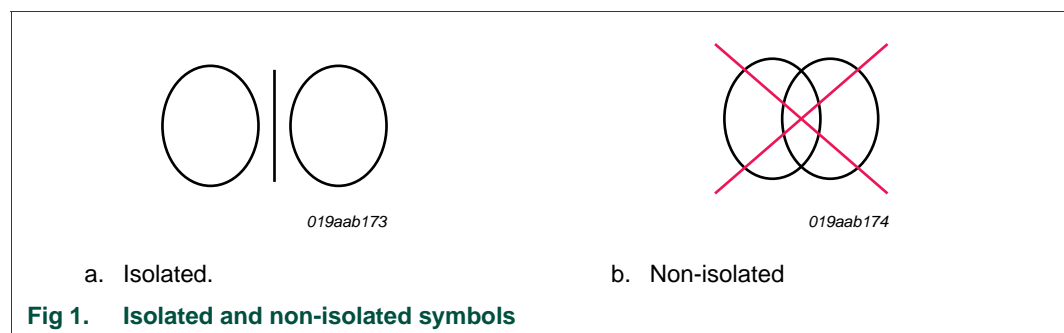 019aab173
019aab174
a. Isolated.
b. Non-isolated
Fig 1. Isolated and non-isolated symbols